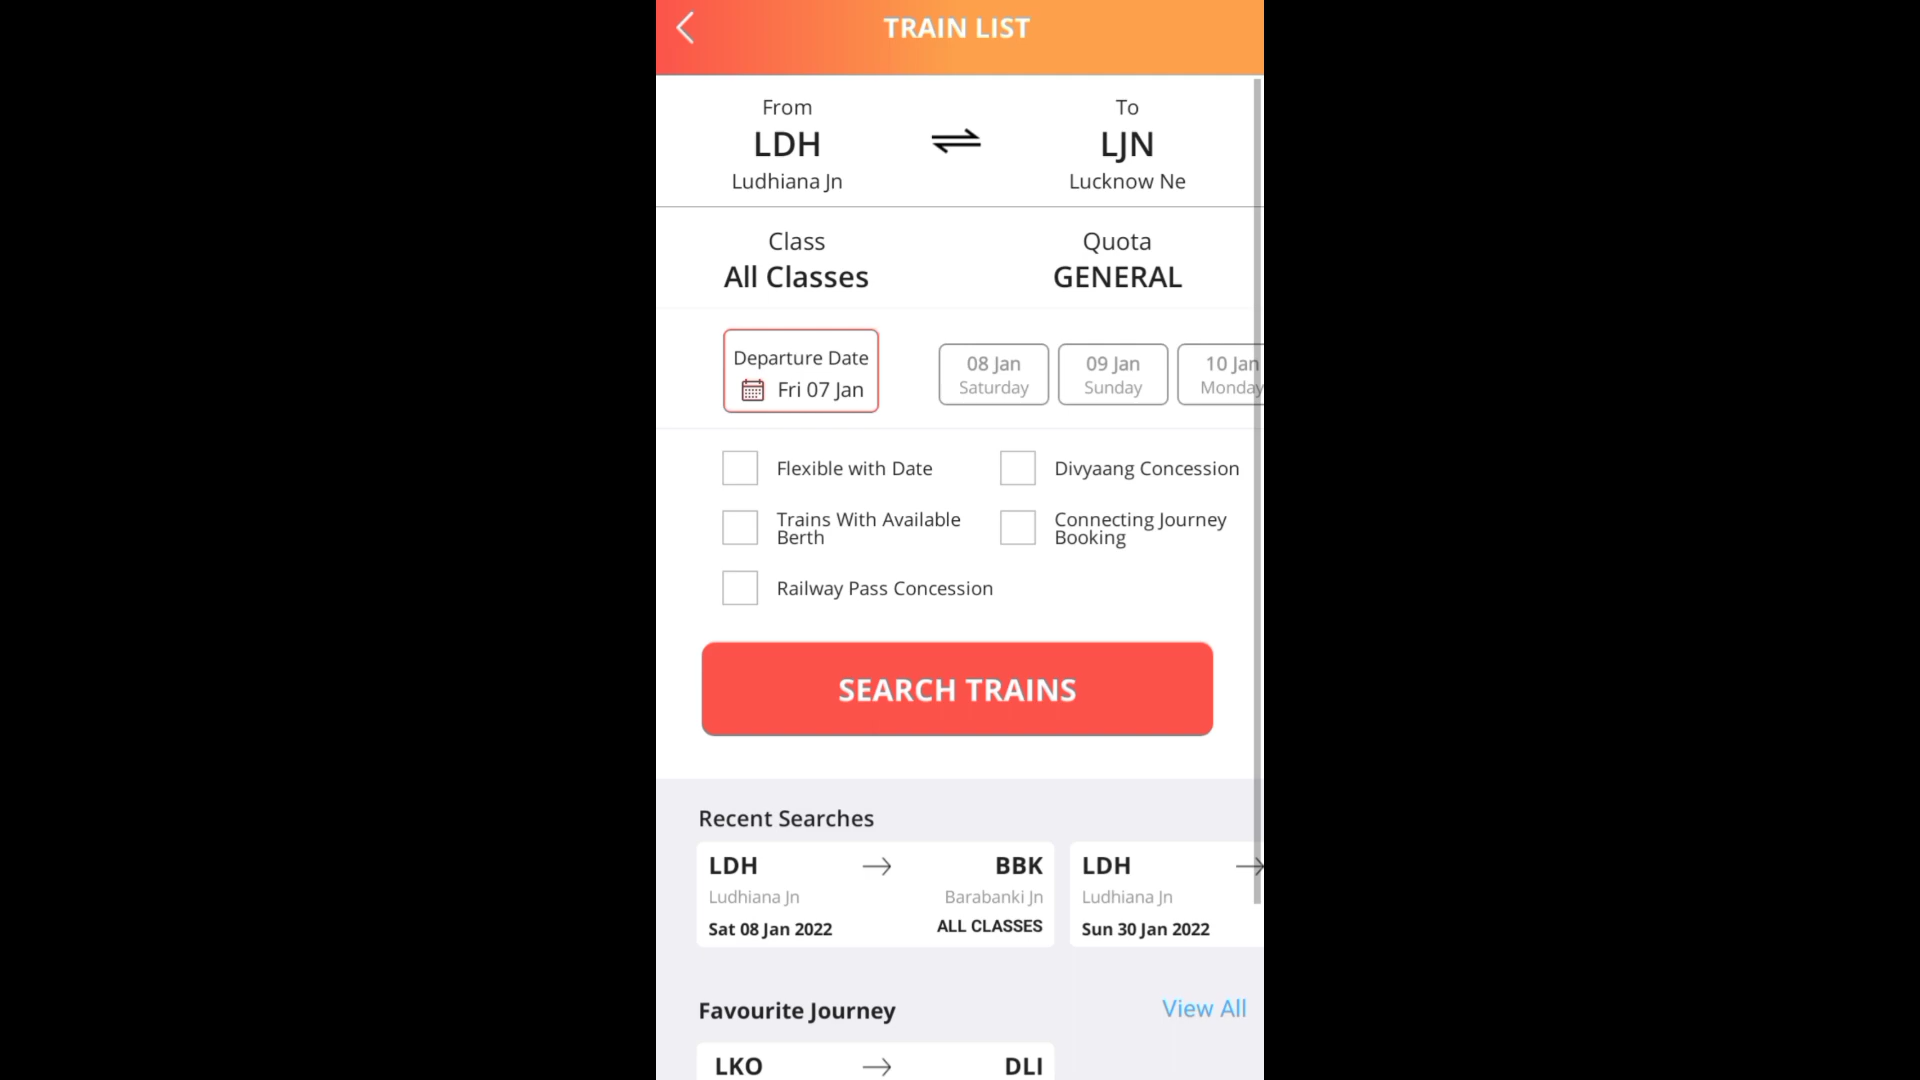 TRAIN LIST
From
To
LDH
LJN
Ludhiana Jn
Lucknow Ne
Class
Quota
All Classes
GENERAL
Departure Date
Fri 07 Jan
08 Jan
Saturday
09 Jan
Sunday
10 Jan
Monday
Flexible with Date
Divyaang Concession
Trains With Available
Berth
Connecting Journey
Booking
Railway Pass Concession
SEARCH TRAINS
Recent Searches
LDH
BBK
Ludhiana Jn
Barabanki Jn
Sat 08 Jan 2022
ALL CLASSES
LDH
Ludhiana Jn
Sun 30 Jan 2022
Favourite Journey
View All
LKO
DLI